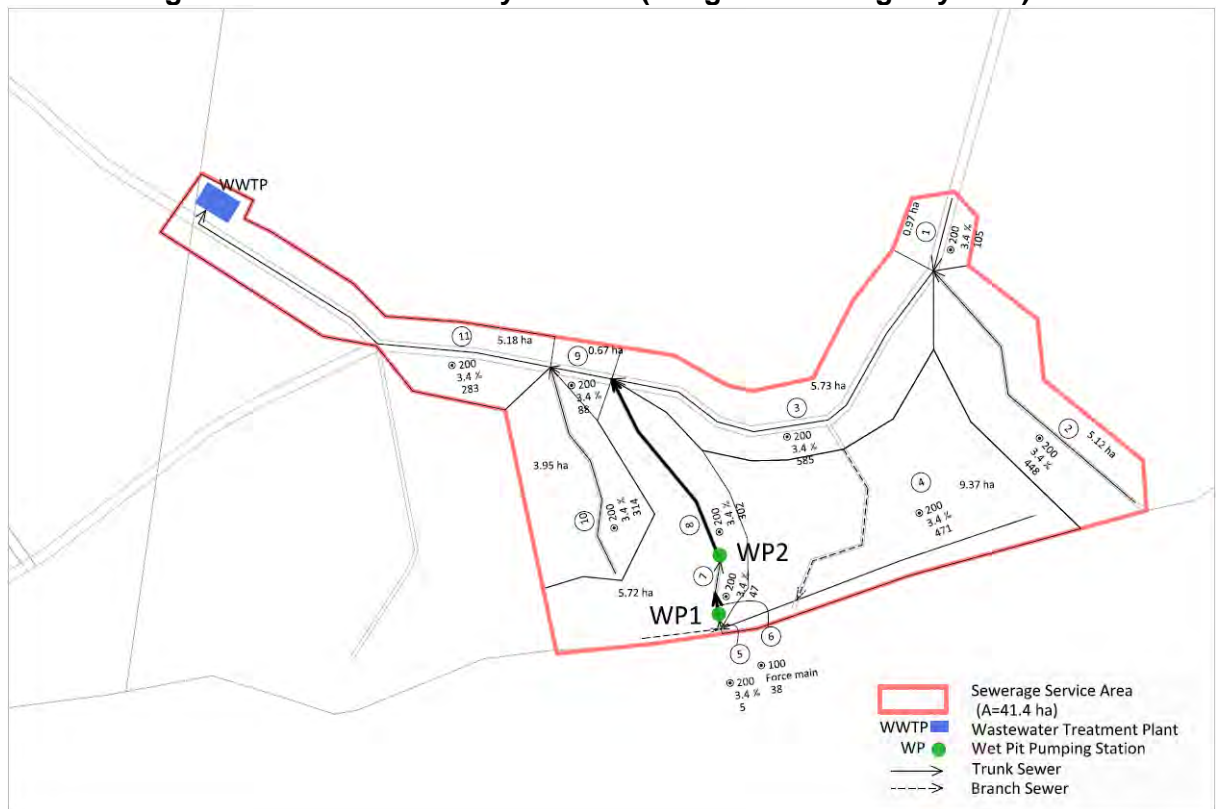 WWTP
0.97 ha
1
⦿ 200
3.4 ‰
105
11
5.18 ha
9
0.67 ha
⦿ 200
3.4 ‰
283
⦿ 200
3.4 ‰
88
5.73 ha
3
⦿ 200
3.4 ‰
585
2
5.12 ha
⦿ 200
3.4 ‰
448
3.95 ha
10
⦿ 200
3.4 ‰
314
4
9.37 ha
⦿ 200
3.4 ‰
471
8
⦿ 200
3.4 ‰
WP2
7
⦿ 200
3.4 ‰
47
5.72 ha
WP1
5
6
⦿ 200
3.4 ‰
5
⦿ 100
Force main
38
Sewerage Service Area
(A=41.4 ha)
WWTP Wastewater Treatment Plant
WP Wet Pit Pumping Station
Trunk Sewer
Branch Sewer